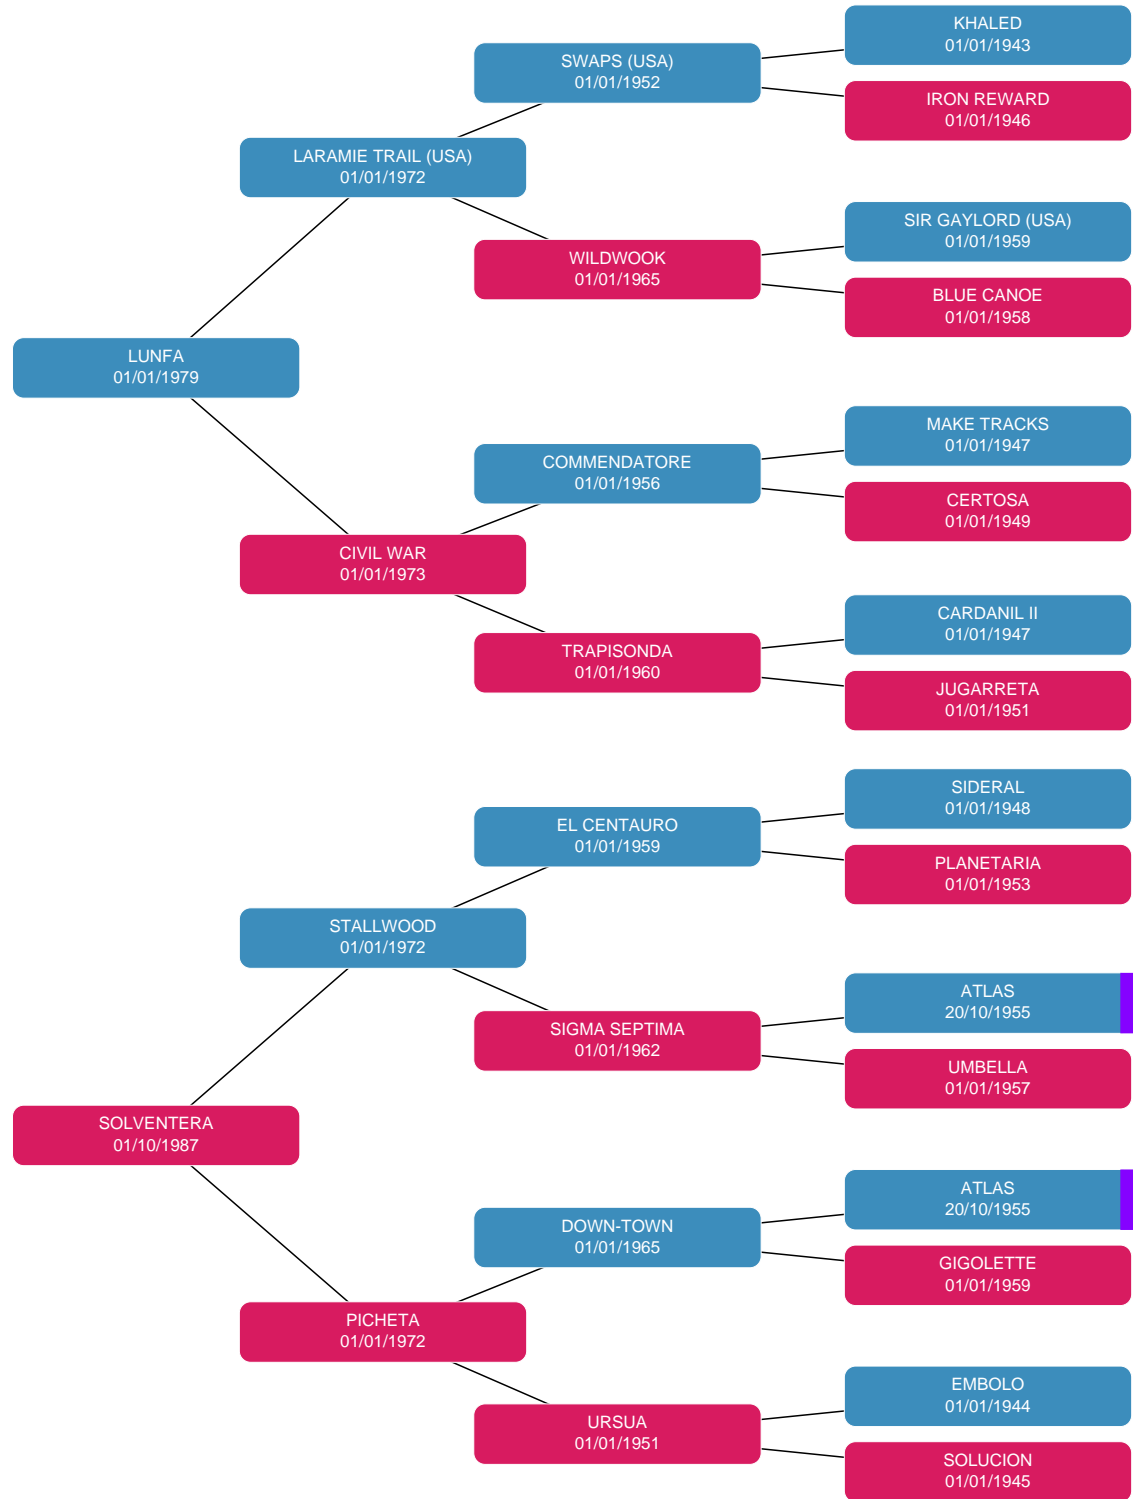 KHALED
01/01/1943
SWAPS (USA)
01/01/1952
IRON REWARD
01/01/1946
LARAMIE TRAIL (USA)
01/01/1972
SIR GAYLORD (USA)
01/01/1959
WILDWOOK
01/01/1965
BLUE CANOE
01/01/1958
LUNFA
01/01/1979
MAKE TRACKS
01/01/1947
COMMENDATORE
01/01/1956
CERTOSA
01/01/1949
CIVIL WAR
01/01/1973
CARDANIL II
01/01/1947
TRAPISONDA
01/01/1960
JUGARRETA
01/01/1951
SIDERAL
01/01/1948
EL CENTAURO
01/01/1959
PLANETARIA
01/01/1953
STALLWOOD
01/01/1972
ATLAS
20/10/1955
SIGMA SEPTIMA
01/01/1962
UMBELLA
01/01/1957
SOLVENTERA
01/10/1987
ATLAS
20/10/1955
DOWN-TOWN
01/01/1965
GIGOLETTE
01/01/1959
PICHETA
01/01/1972
EMBOLO
01/01/1944
URSUA
01/01/1951
SOLUCION
01/01/1945